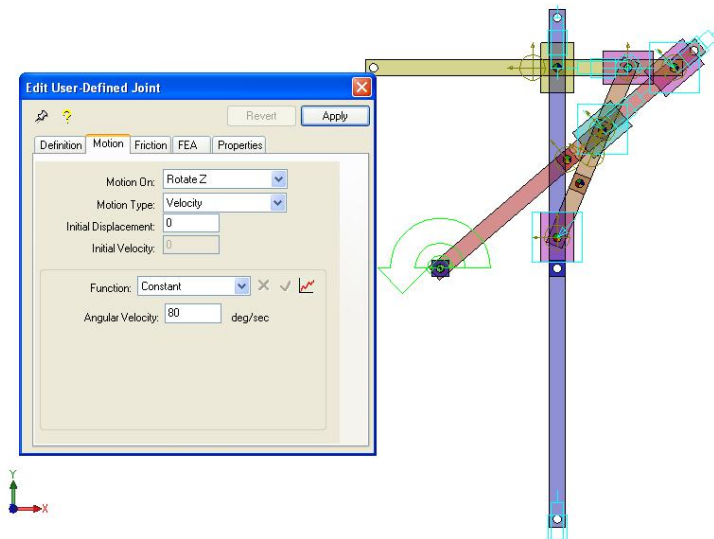 Edit User-Defined Joint
? Revert Apply
Definition Motion Friction FEA Properties
Motion On: Rotate Z
Motion Type: Velocity
Initial Displacement: 0
Initial Velocity: 0
Function: Constant
Angular Velocity: 80 deg/sec
Y
X